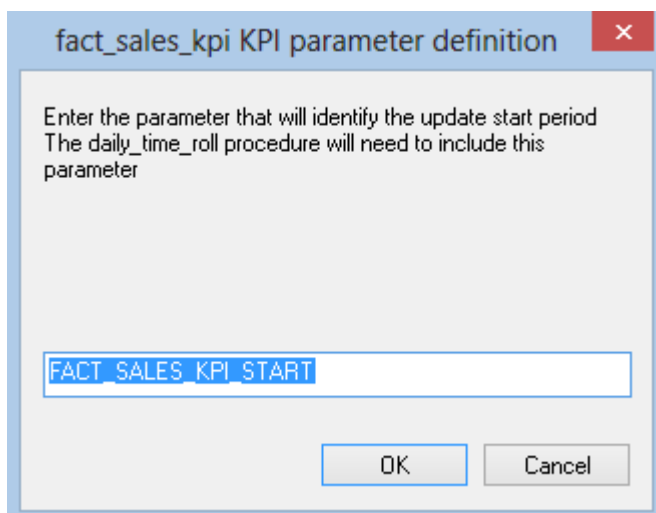 fact_sales_kpi KPI parameter definition
Enter the parameter that will identify the update start period
The daily_time_roll procedure will need to include this
parameter
FACT_SALES_KPI_START
OK
Cancel